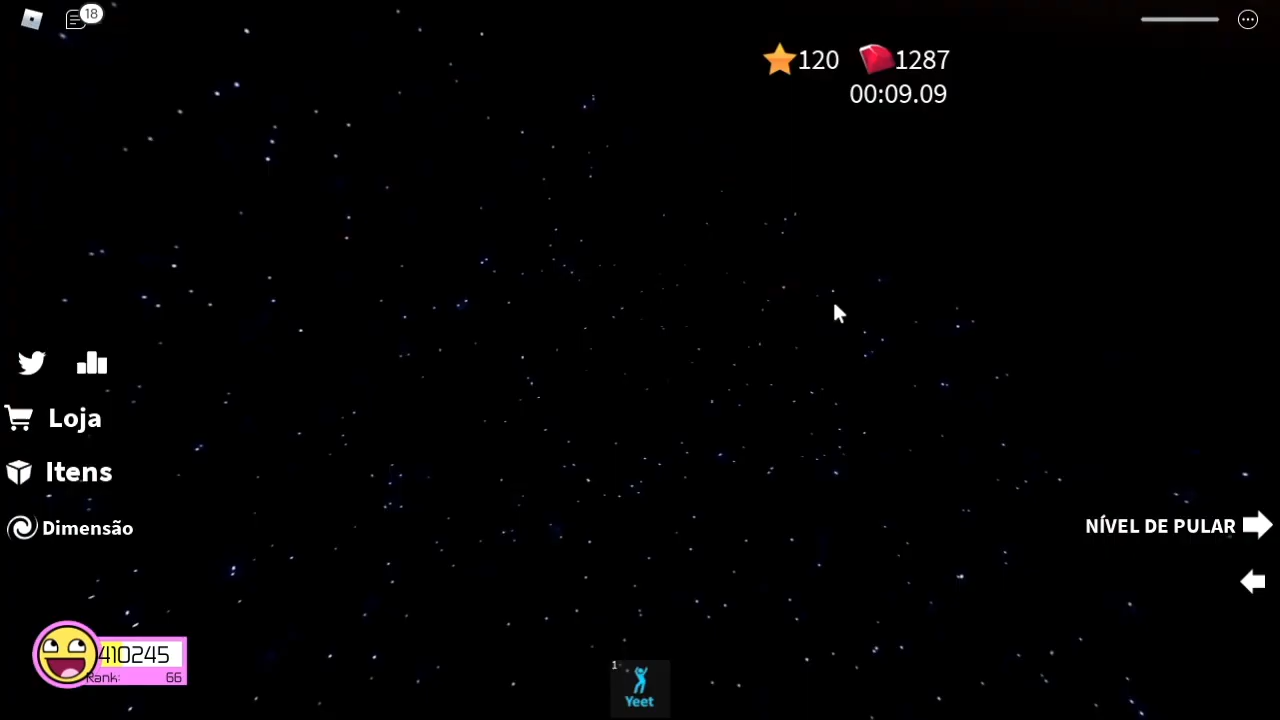 18
120 1287
00:09.09
Loja
Itens
Dimensão
NÍVEL DE PULAR
410245
Rank: 66
1
Yeet